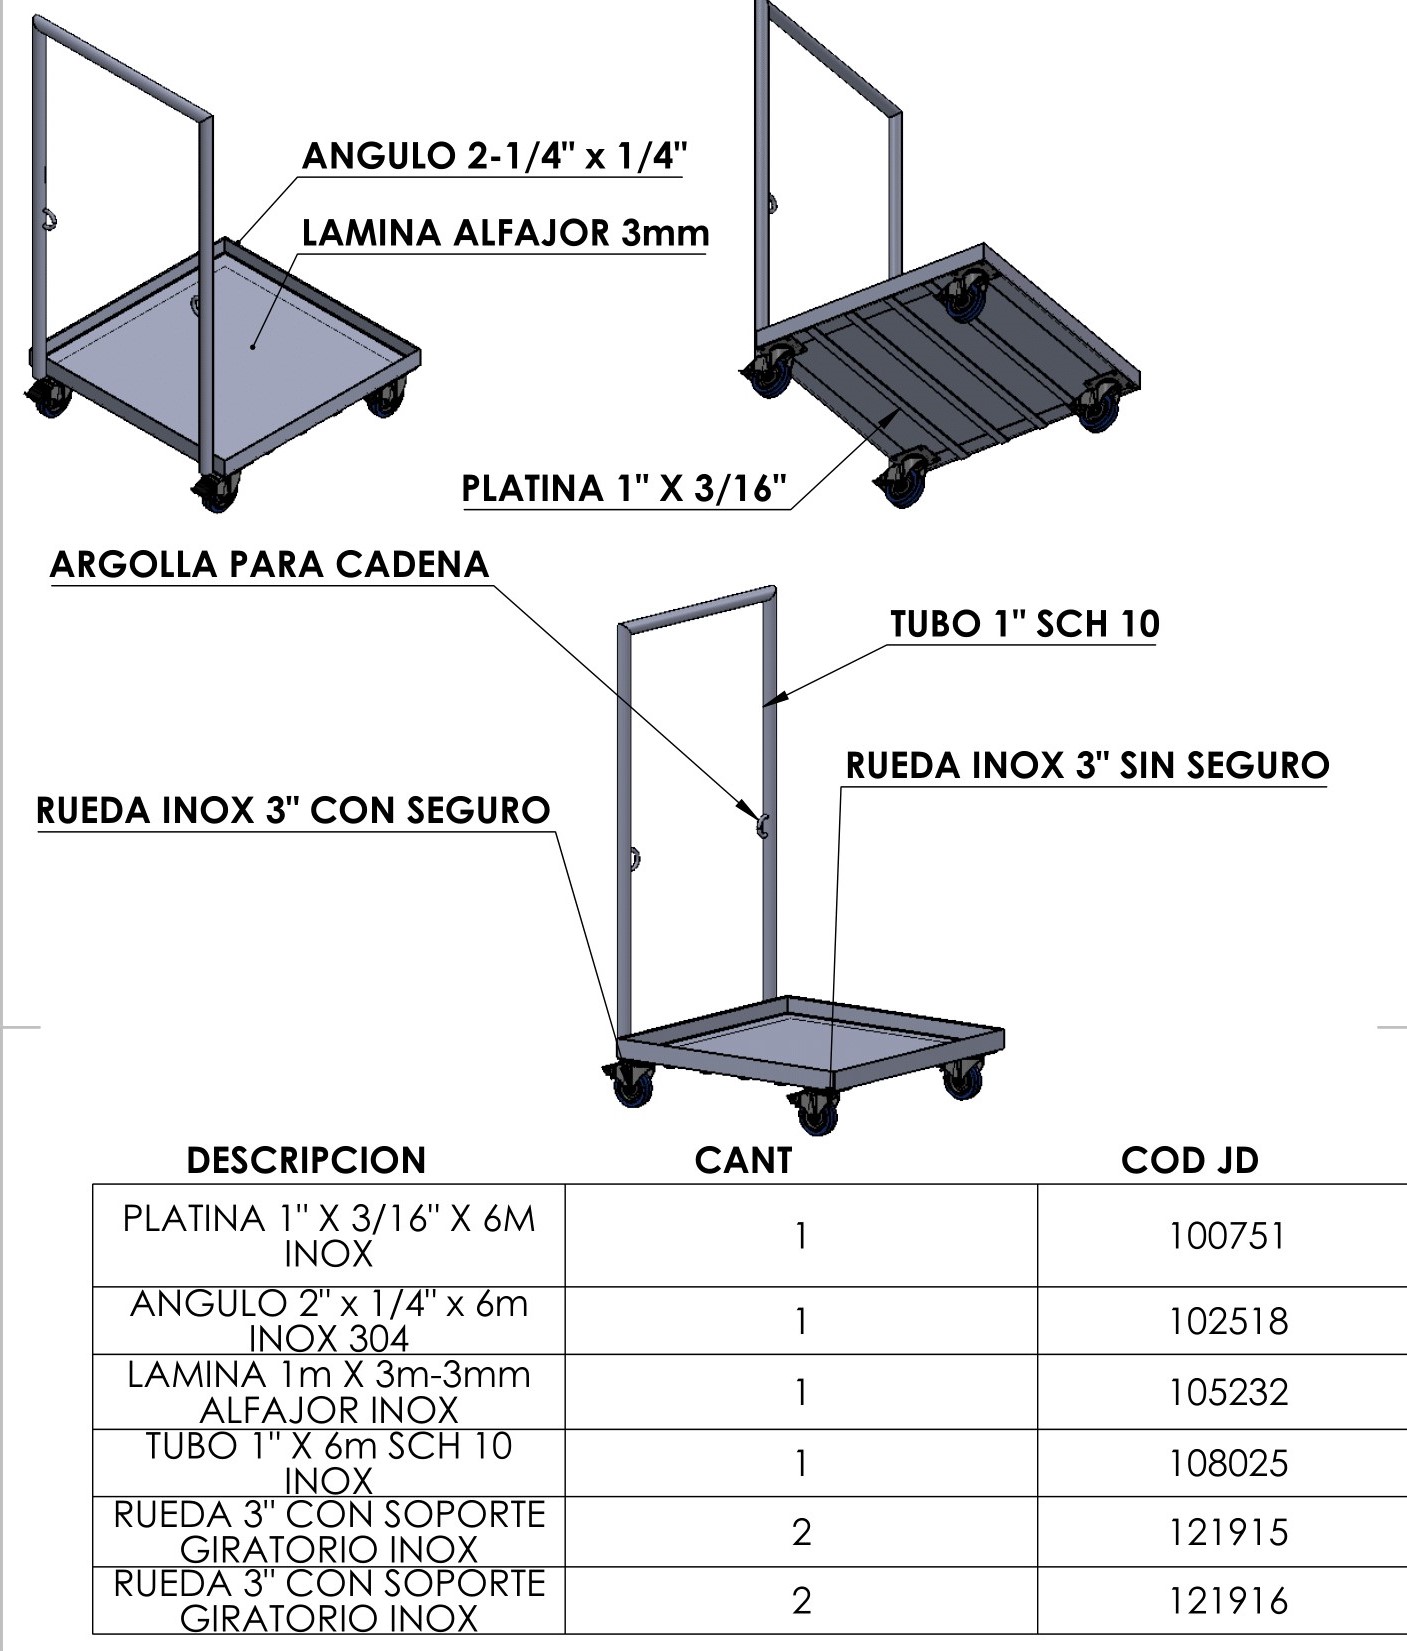 ANGULO 2-1/4" x 1/4"
LAMINA ALFAJOR 3mm
PLATINA 1" X 3/16"
ARGOLLA PARA CADENA
TUBO 1" SCH 10
RUEDA INOX 3" SIN SEGURO
RUEDA INOX 3" CON SEGURO
DESCRIPCION CANT COD JD
PLATINA 1" X 3/16" X 6M
INOX
1
100751
ANGULO 2" x 1/4" x 6m
INOX 304
1
102518
LAMINA 1m X 3m-3mm
ALFAJOR INOX
1
105232
TUBO 1" X 6m SCH 10
INOX
1
108025
RUEDA 3" CON SOPORTE
GIRATORIO INOX
2
121915
RUEDA 3" CON SOPORTE
GIRATORIO INOX
2
121916